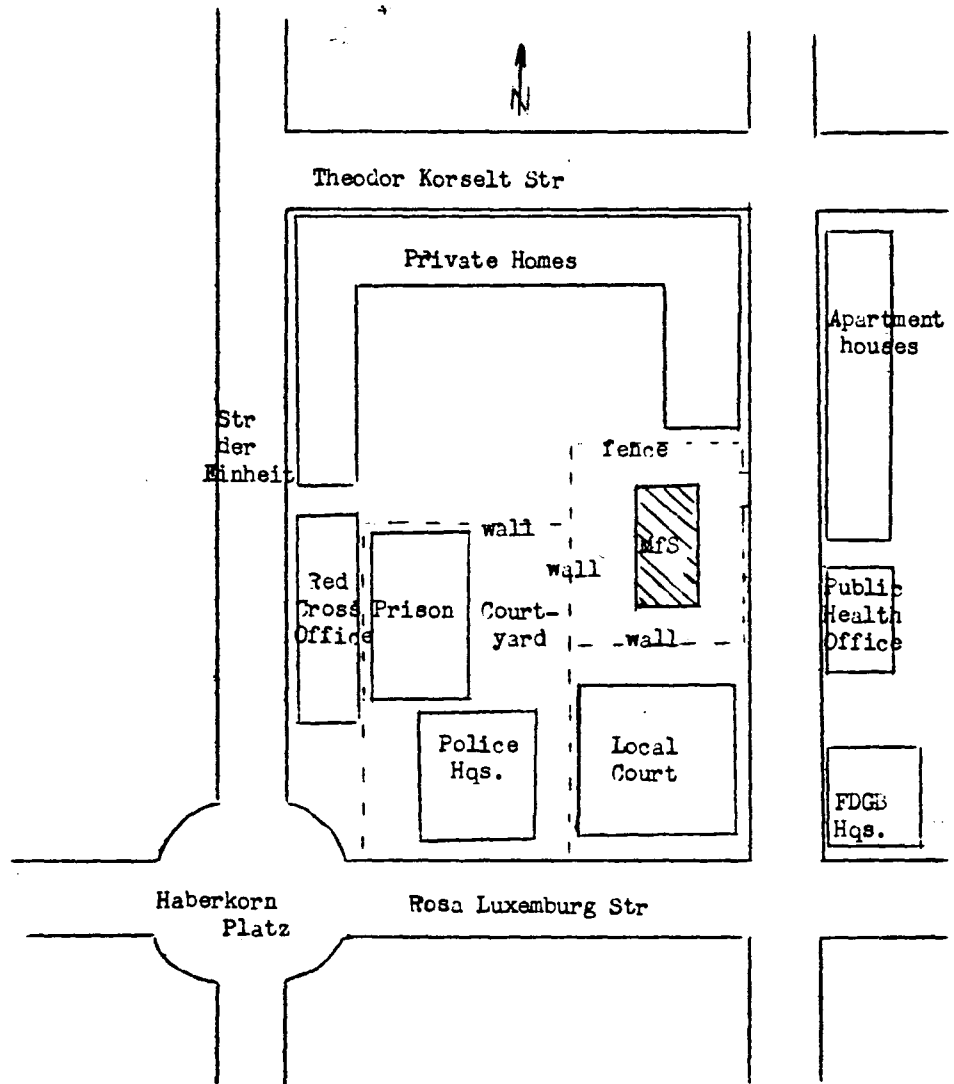 N
Theodor Korselt Str
Private Homes
Apartment
houses
Str
der
Einheit
fence
wall
MfS
wall
Red
Cross
Office
Prison
Court-
yard
wall
Public
Health
Office
Police
Hqs.
Local
Court
FDGB
Hqs.
Haberkorn
Platz
Rosa Luxemburg Str